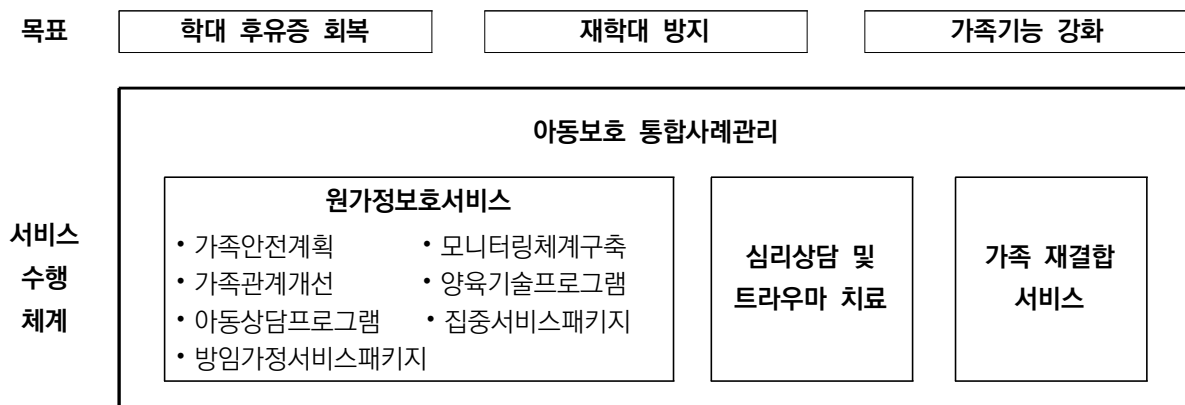 목표
학대 후유증 회복
재학대 방지
가족기능 강화
아동보호 통합사례관리
서비스
수행
체계
원가정보호서비스
• 가족안전계획 • 모니터링체계구축
• 가족관계개선 • 양육기술프로그램
• 아동상담프로그램 • 집중서비스패키지
• 방임가정서비스패키지
심리상담 및
트라우마 치료
가족 재결합
서비스